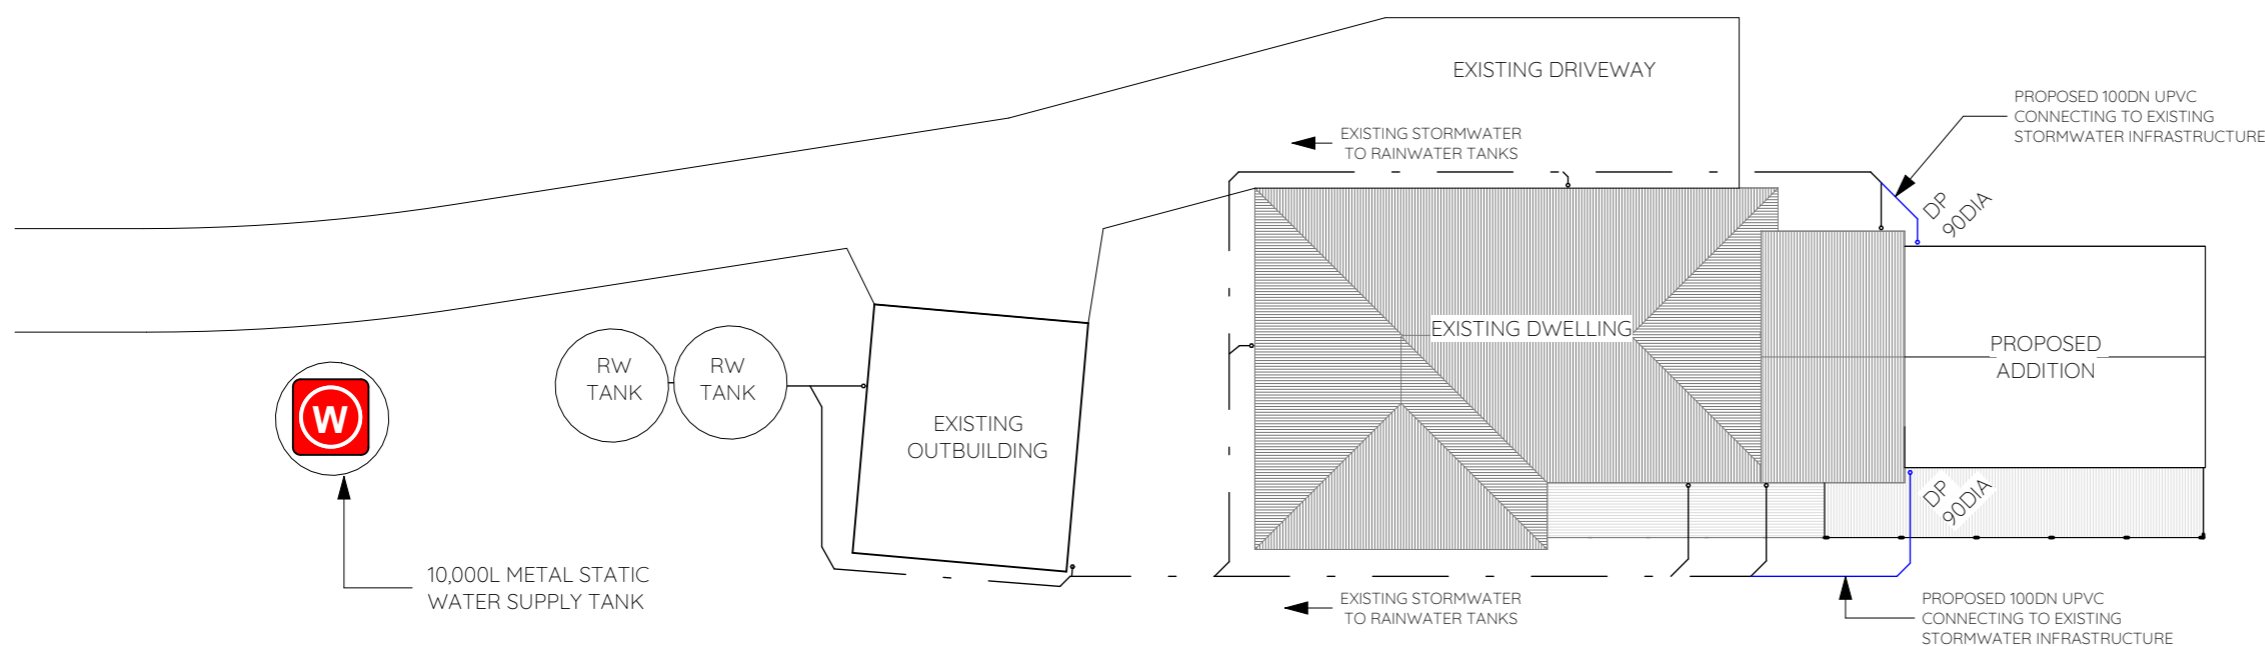 EXISTING DRIVEWAY
PROPOSED 100DN UPVC
CONNECTING TO EXISTING
STORMWATER INFRASTRUCTURE
EXISTING STORMWATER
TO RAINWATER TANKS
DP
90DIA
EXISTING DWELLING
PROPOSED
ADDITION
RW
TANK
RW
TANK
W
EXISTING
OUTBUILDING
DP
90DIA
10,000L METAL STATIC
WATER SUPPLY TANK
EXISTING STORMWATER
TO RAINWATER TANKS
PROPOSED 100DN UPVC
CONNECTING TO EXISTING
STORMWATER INFRASTRUCTURE